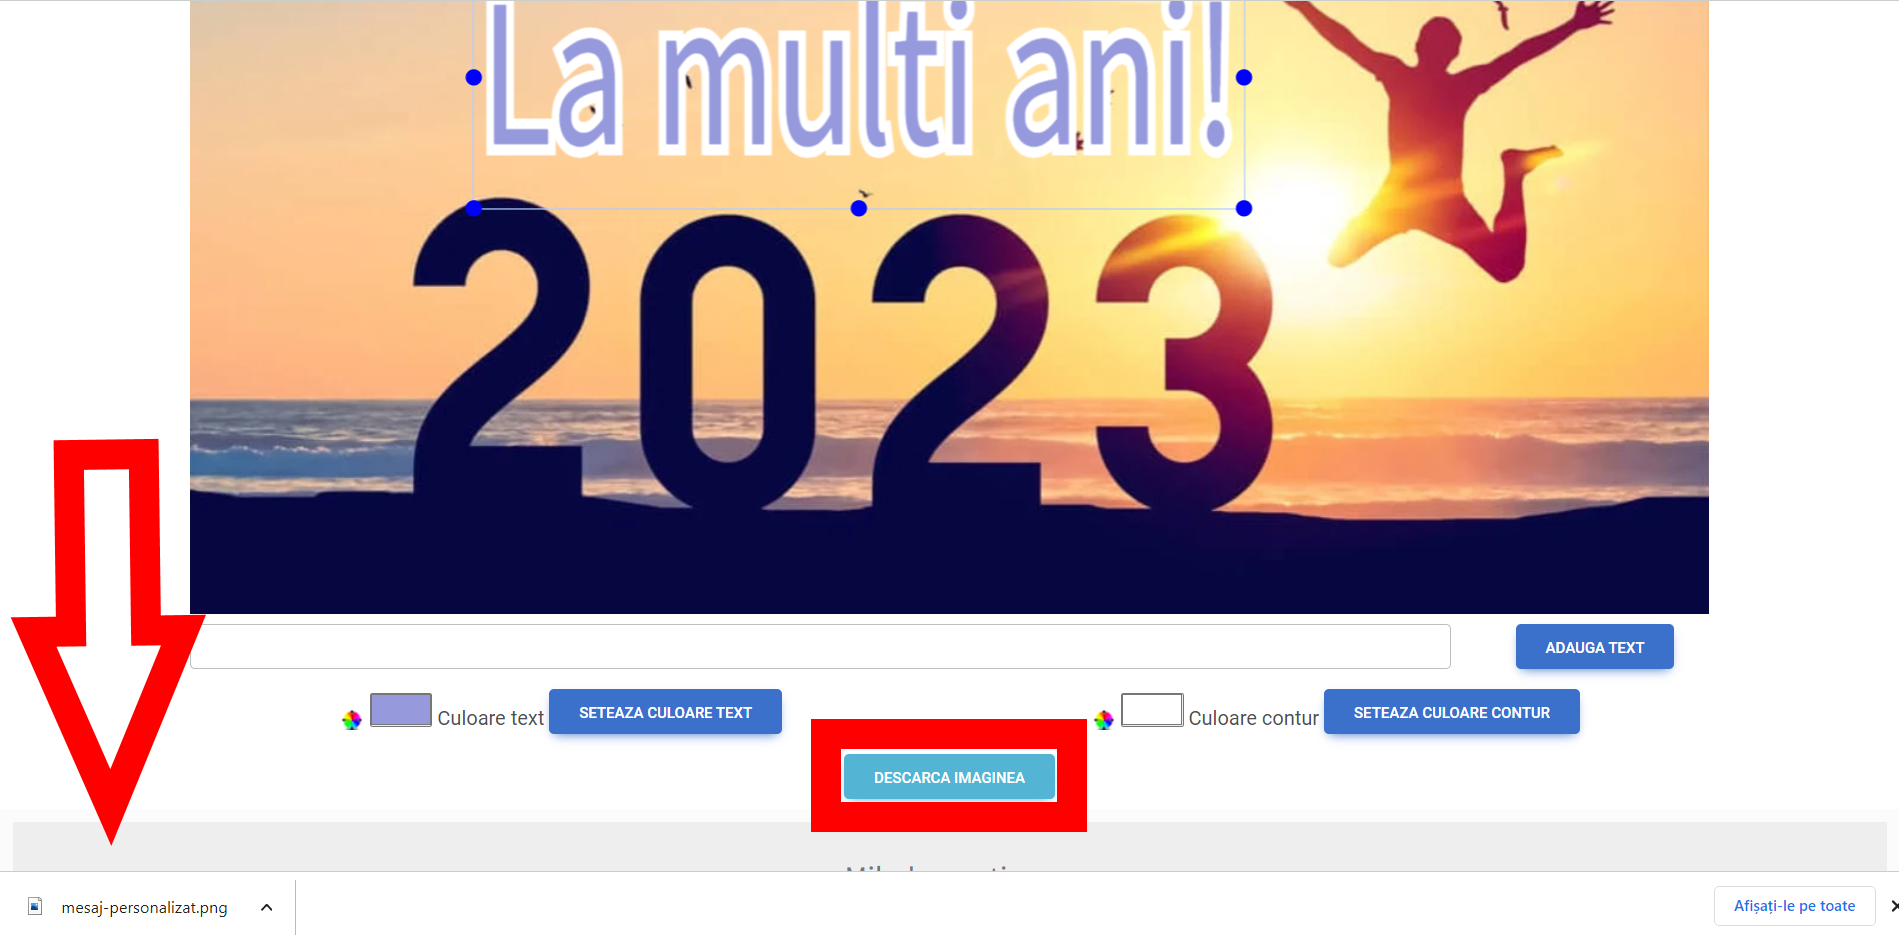 La multi ani!
2023
ADAUGA TEXT
Culoare text
SETEAZA CULOARE TEXT
Culoare contur
SETEAZA CULOARE CONTUR
DESCARCA IMAGINEA
mesaj-personalizat.png
Afișați-le pe toate